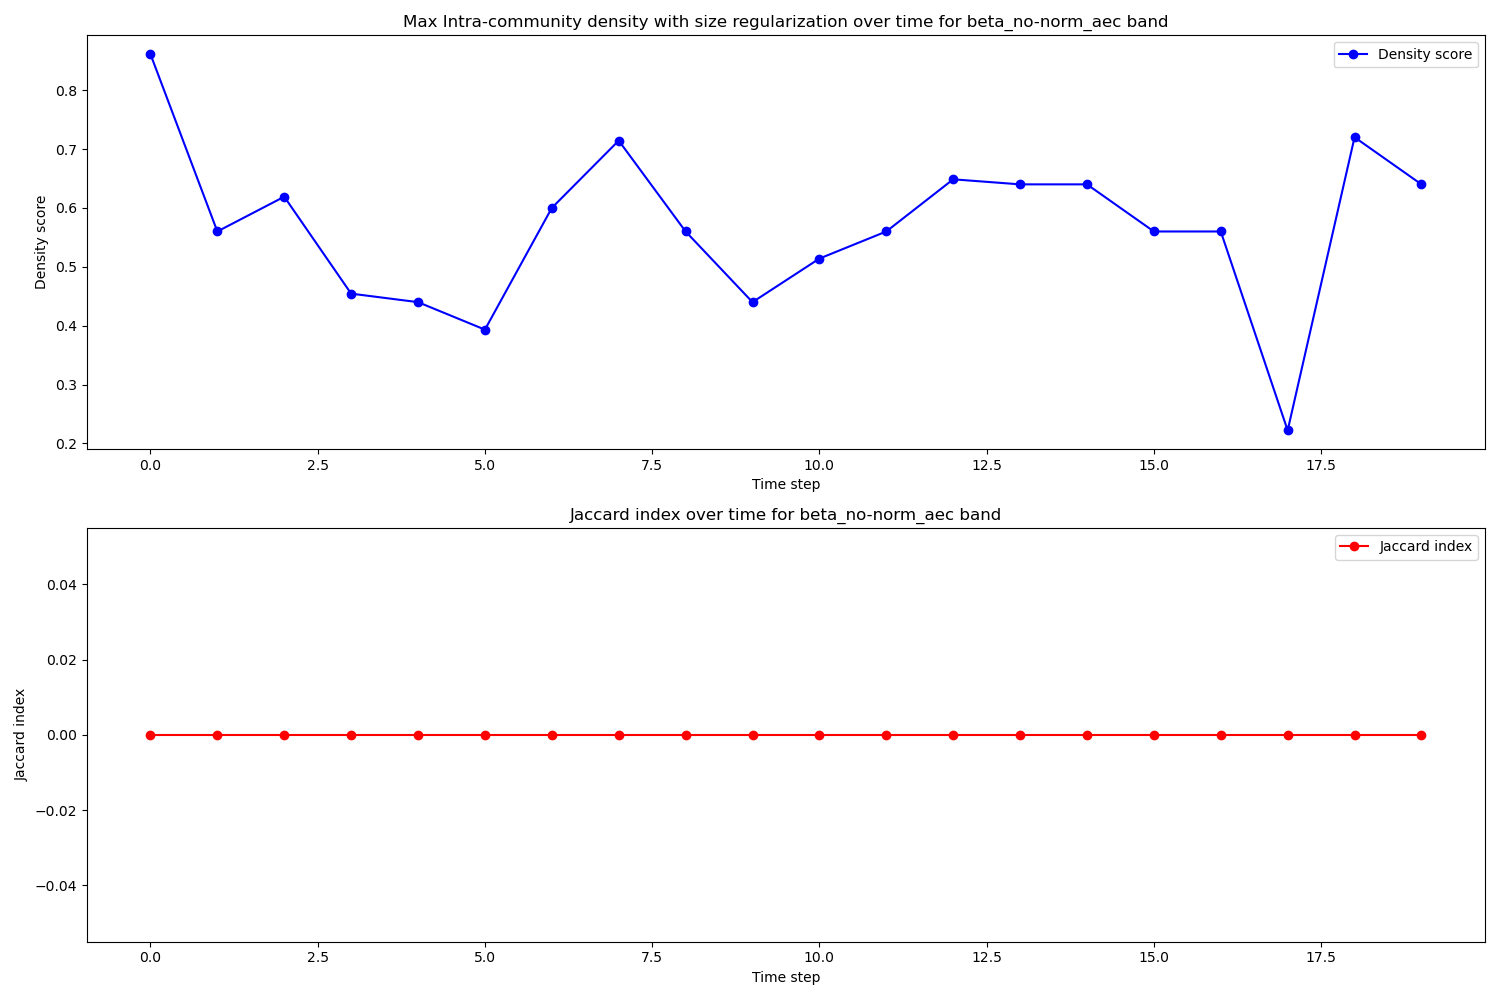 Max Intra-community density with size regularization over time for beta_no-norm_aec band
Density score
0.8
0.7
0.6
0.5
0.4
0.3
0.2
Density score
0.0 2.5 5.0 7.5 10.0 12.5 15.0 17.5
Time step
Jaccard index over time for beta_no-norm_aec band
Jaccard index
0.04
0.02
0.00
−0.02
−0.04
Jaccard index
0.0 2.5 5.0 7.5 10.0 12.5 15.0 17.5
Time step